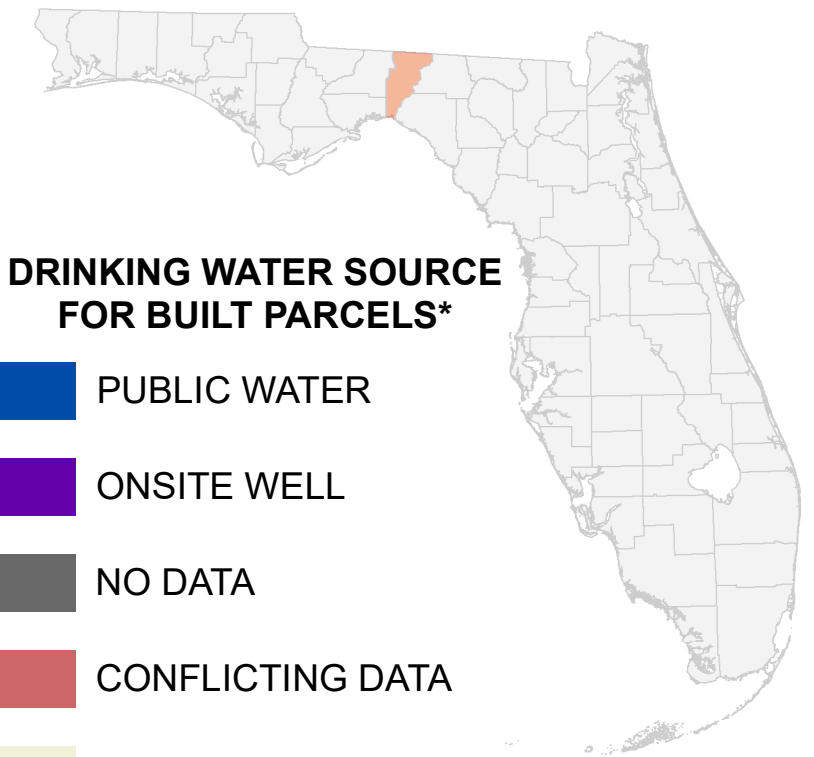 DRINKING WATER SOURCE
FOR BUILT PARCELS*
PUBLIC WATER
ONSITE WELL
NO DATA
CONFLICTING DATA